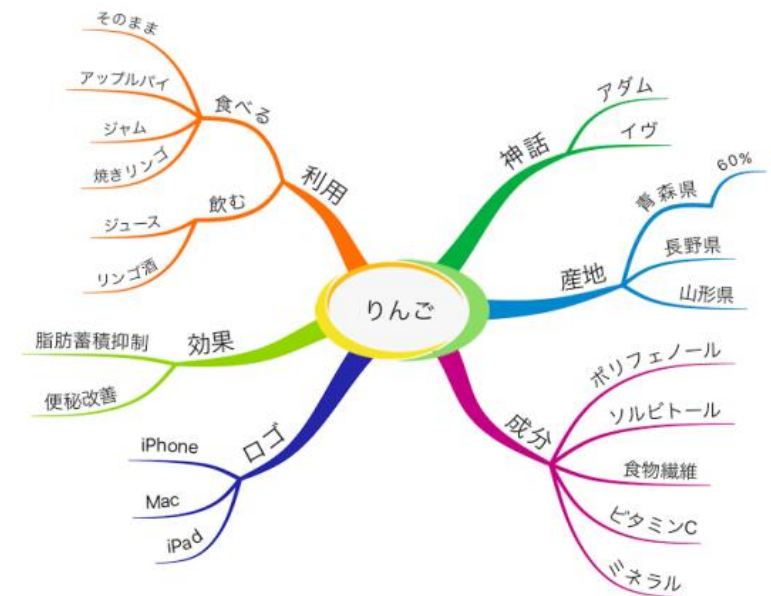 りんご
神話
アダム
イヴ
産地
青森県
60%
長野県
山形県
成分
ポリフェノール
ソルビトール
食物繊維
ビタミンC
ミネラル
ロゴ
iPhone
Mac
iPad
効果
脂肪蓄積抑制
便秘改善
利用
食べる
そのまま
アップルパイ
ジャム
焼きリンゴ
飲む
ジュース
リンゴ酒